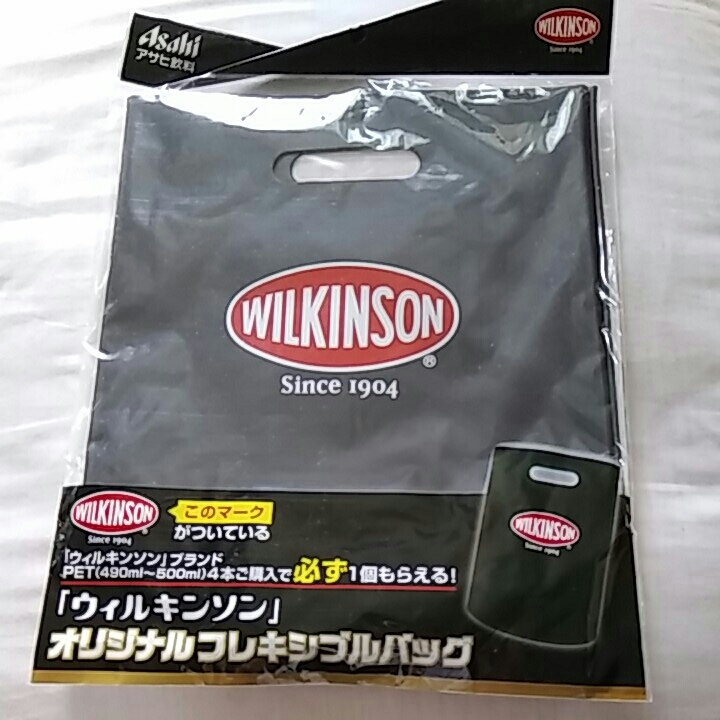 Asahi
アサヒ飲料
WILKINSON
Since 1904
WILKINSON
®
Since 1904
WILKINSON
Since 1904
このマーク
がついている
「ウィルキンソン」ブランド
PET(490ml～500ml)4本ご購入で必ず1個もらえる!
「ウィルキンソン」
オリジナルフレキシブルバッグ
WILKINSON
Since 1904